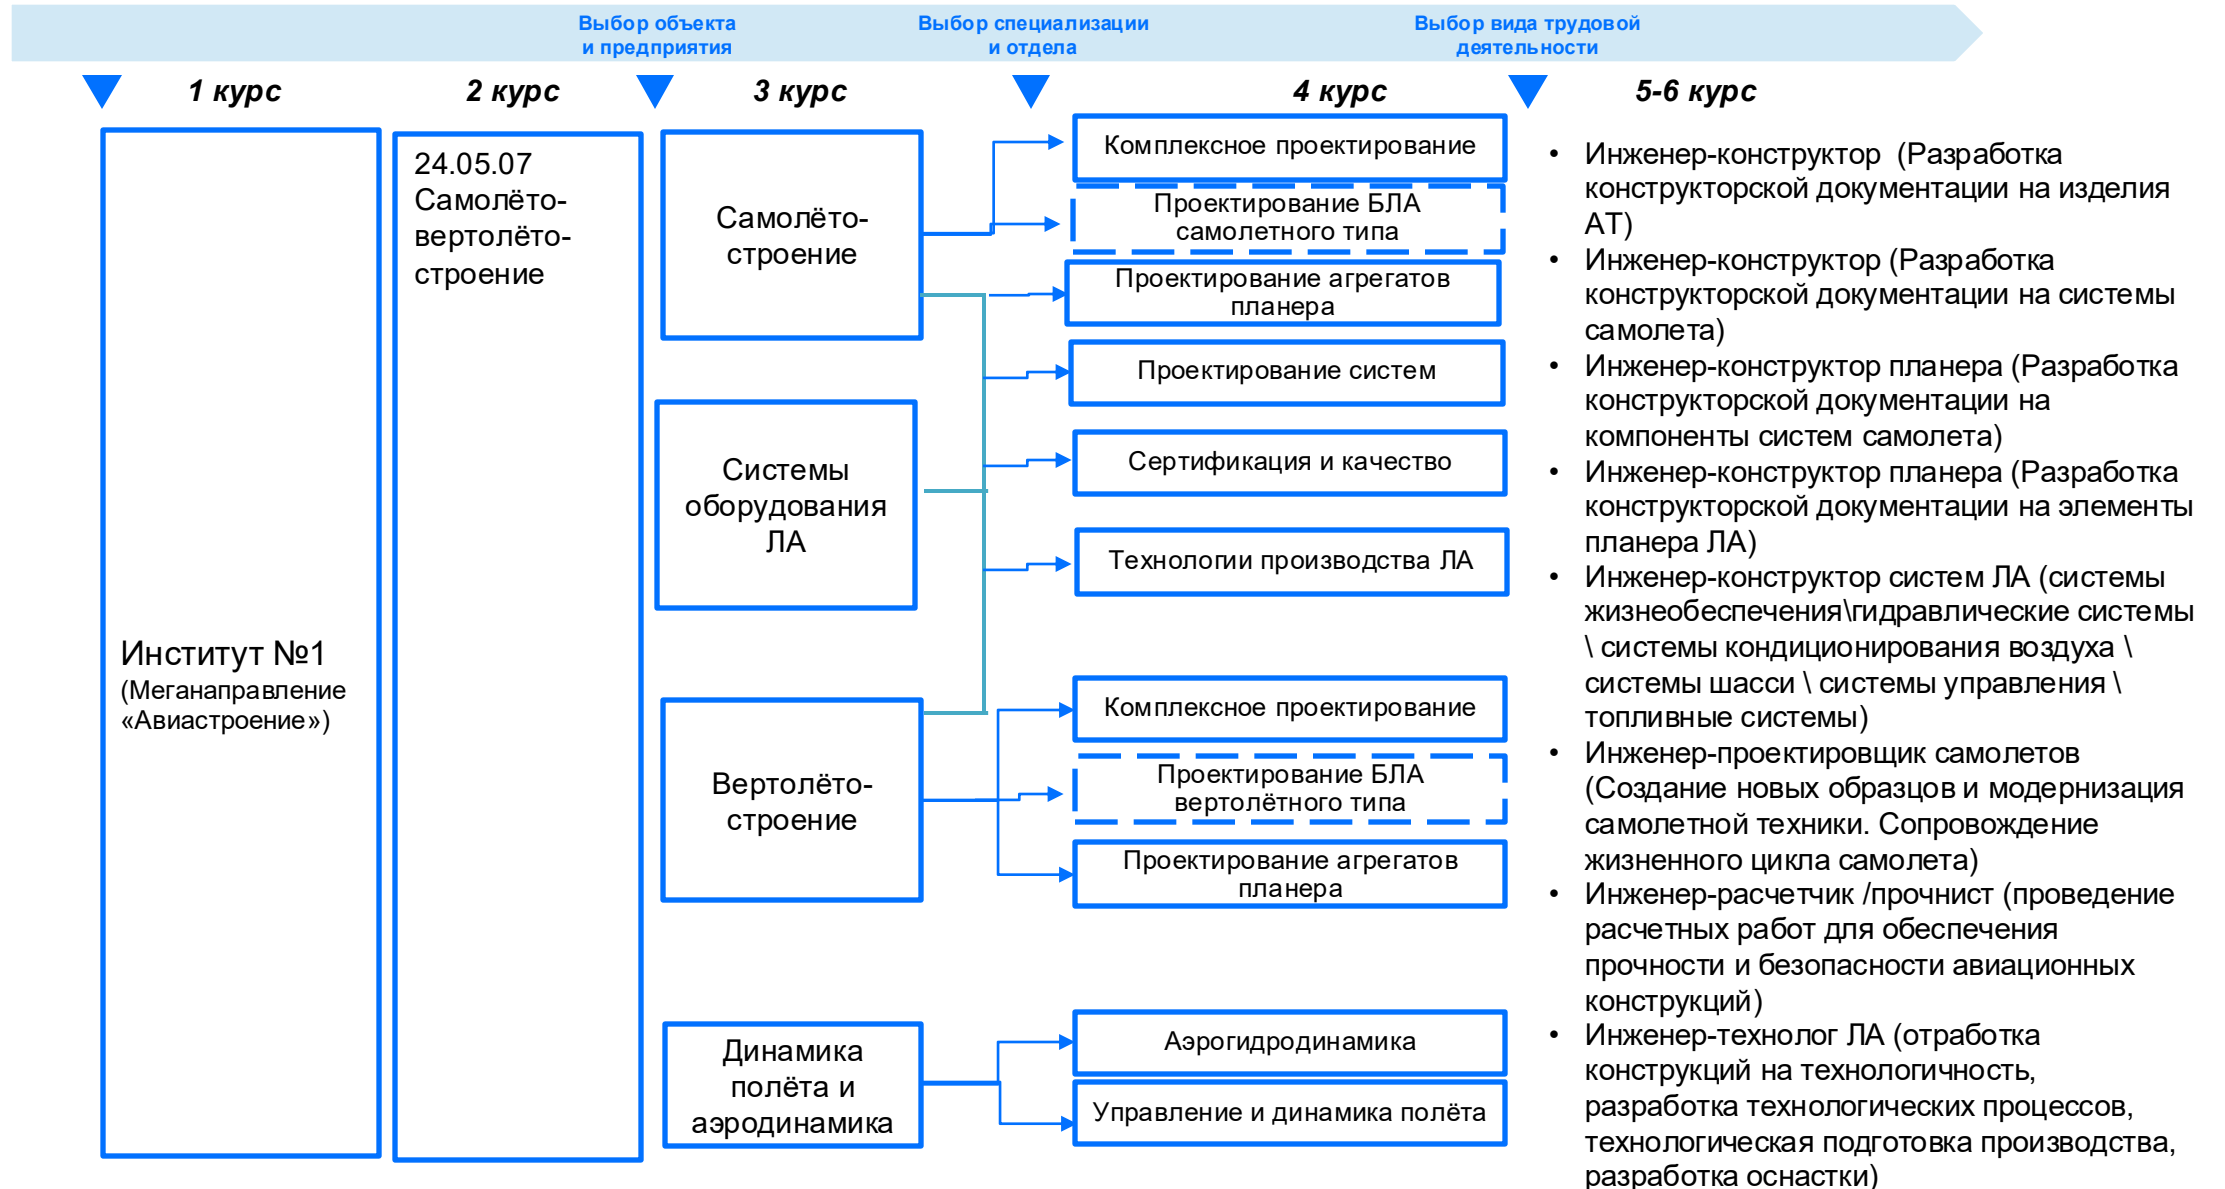 Выбор объекта
и предприятия
Выбор специализации
и отдела
Выбор вида трудовой
деятельности
1 курс
2 курс
3 курс
4 курс
5-6 курс
Институт №1
(Меганаправление
«Авиастроение»)
24.05.07
Самолёто-
вертолёто-
строение
Самолёто-
строение
Системы
оборудования
ЛА
Вертолёто-
строение
Динамика
полёта и
аэродинамика
Комплексное проектирование
Проектирование БЛА
самолетного типа
Проектирование агрегатов
планера
Проектирование систем
Сертификация и качество
Технологии производства ЛА
Комплексное проектирование
Проектирование БЛА
вертолётного типа
Проектирование агрегатов
планера
Аэрогидродинамика
Управление и динамика полёта
• Инженер-конструктор (Разработка
конструкторской документации на изделия
АТ)
• Инженер-конструктор (Разработка
конструкторской документации на системы
самолета)
• Инженер-конструктор планера (Разработка
конструкторской документации на
компоненты систем самолета)
• Инженер-конструктор планера (Разработка
конструкторской документации на элементы
планера ЛА)
• Инженер-конструктор систем ЛА (системы
жизнеобеспечения\гидравлические системы
\ системы кондиционирования воздуха \
системы шасси \ системы управления \
топливные системы)
• Инженер-проектировщик самолетов
(Создание новых образцов и модернизация
самолетной техники. Сопровождение
жизненного цикла самолета)
• Инженер-расчетчик /прочнист (проведение
расчетных работ для обеспечения
прочности и безопасности авиационных
конструкций)
• Инженер-технолог ЛА (отработка
конструкций на технологичность,
разработка технологических процессов,
технологическая подготовка производства,
разработка оснастки)